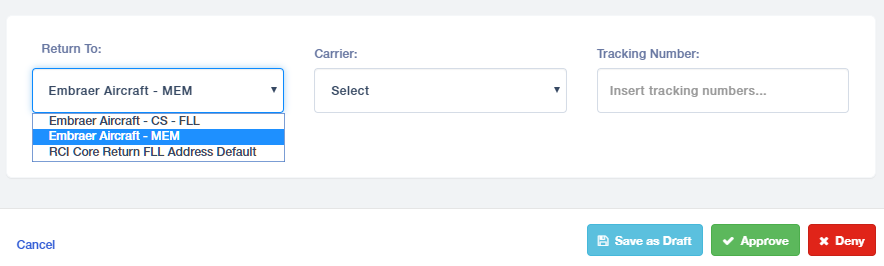 Return To:
Carrier:
Tracking Number:
Embraer Aircraft - MEM
Select
Insert tracking numbers...
Embraer Aircraft - CS - FLL
Embraer Aircraft - MEM
RCI Core Return FLL Address Default
Cancel
Save as Draft
Approve
Deny